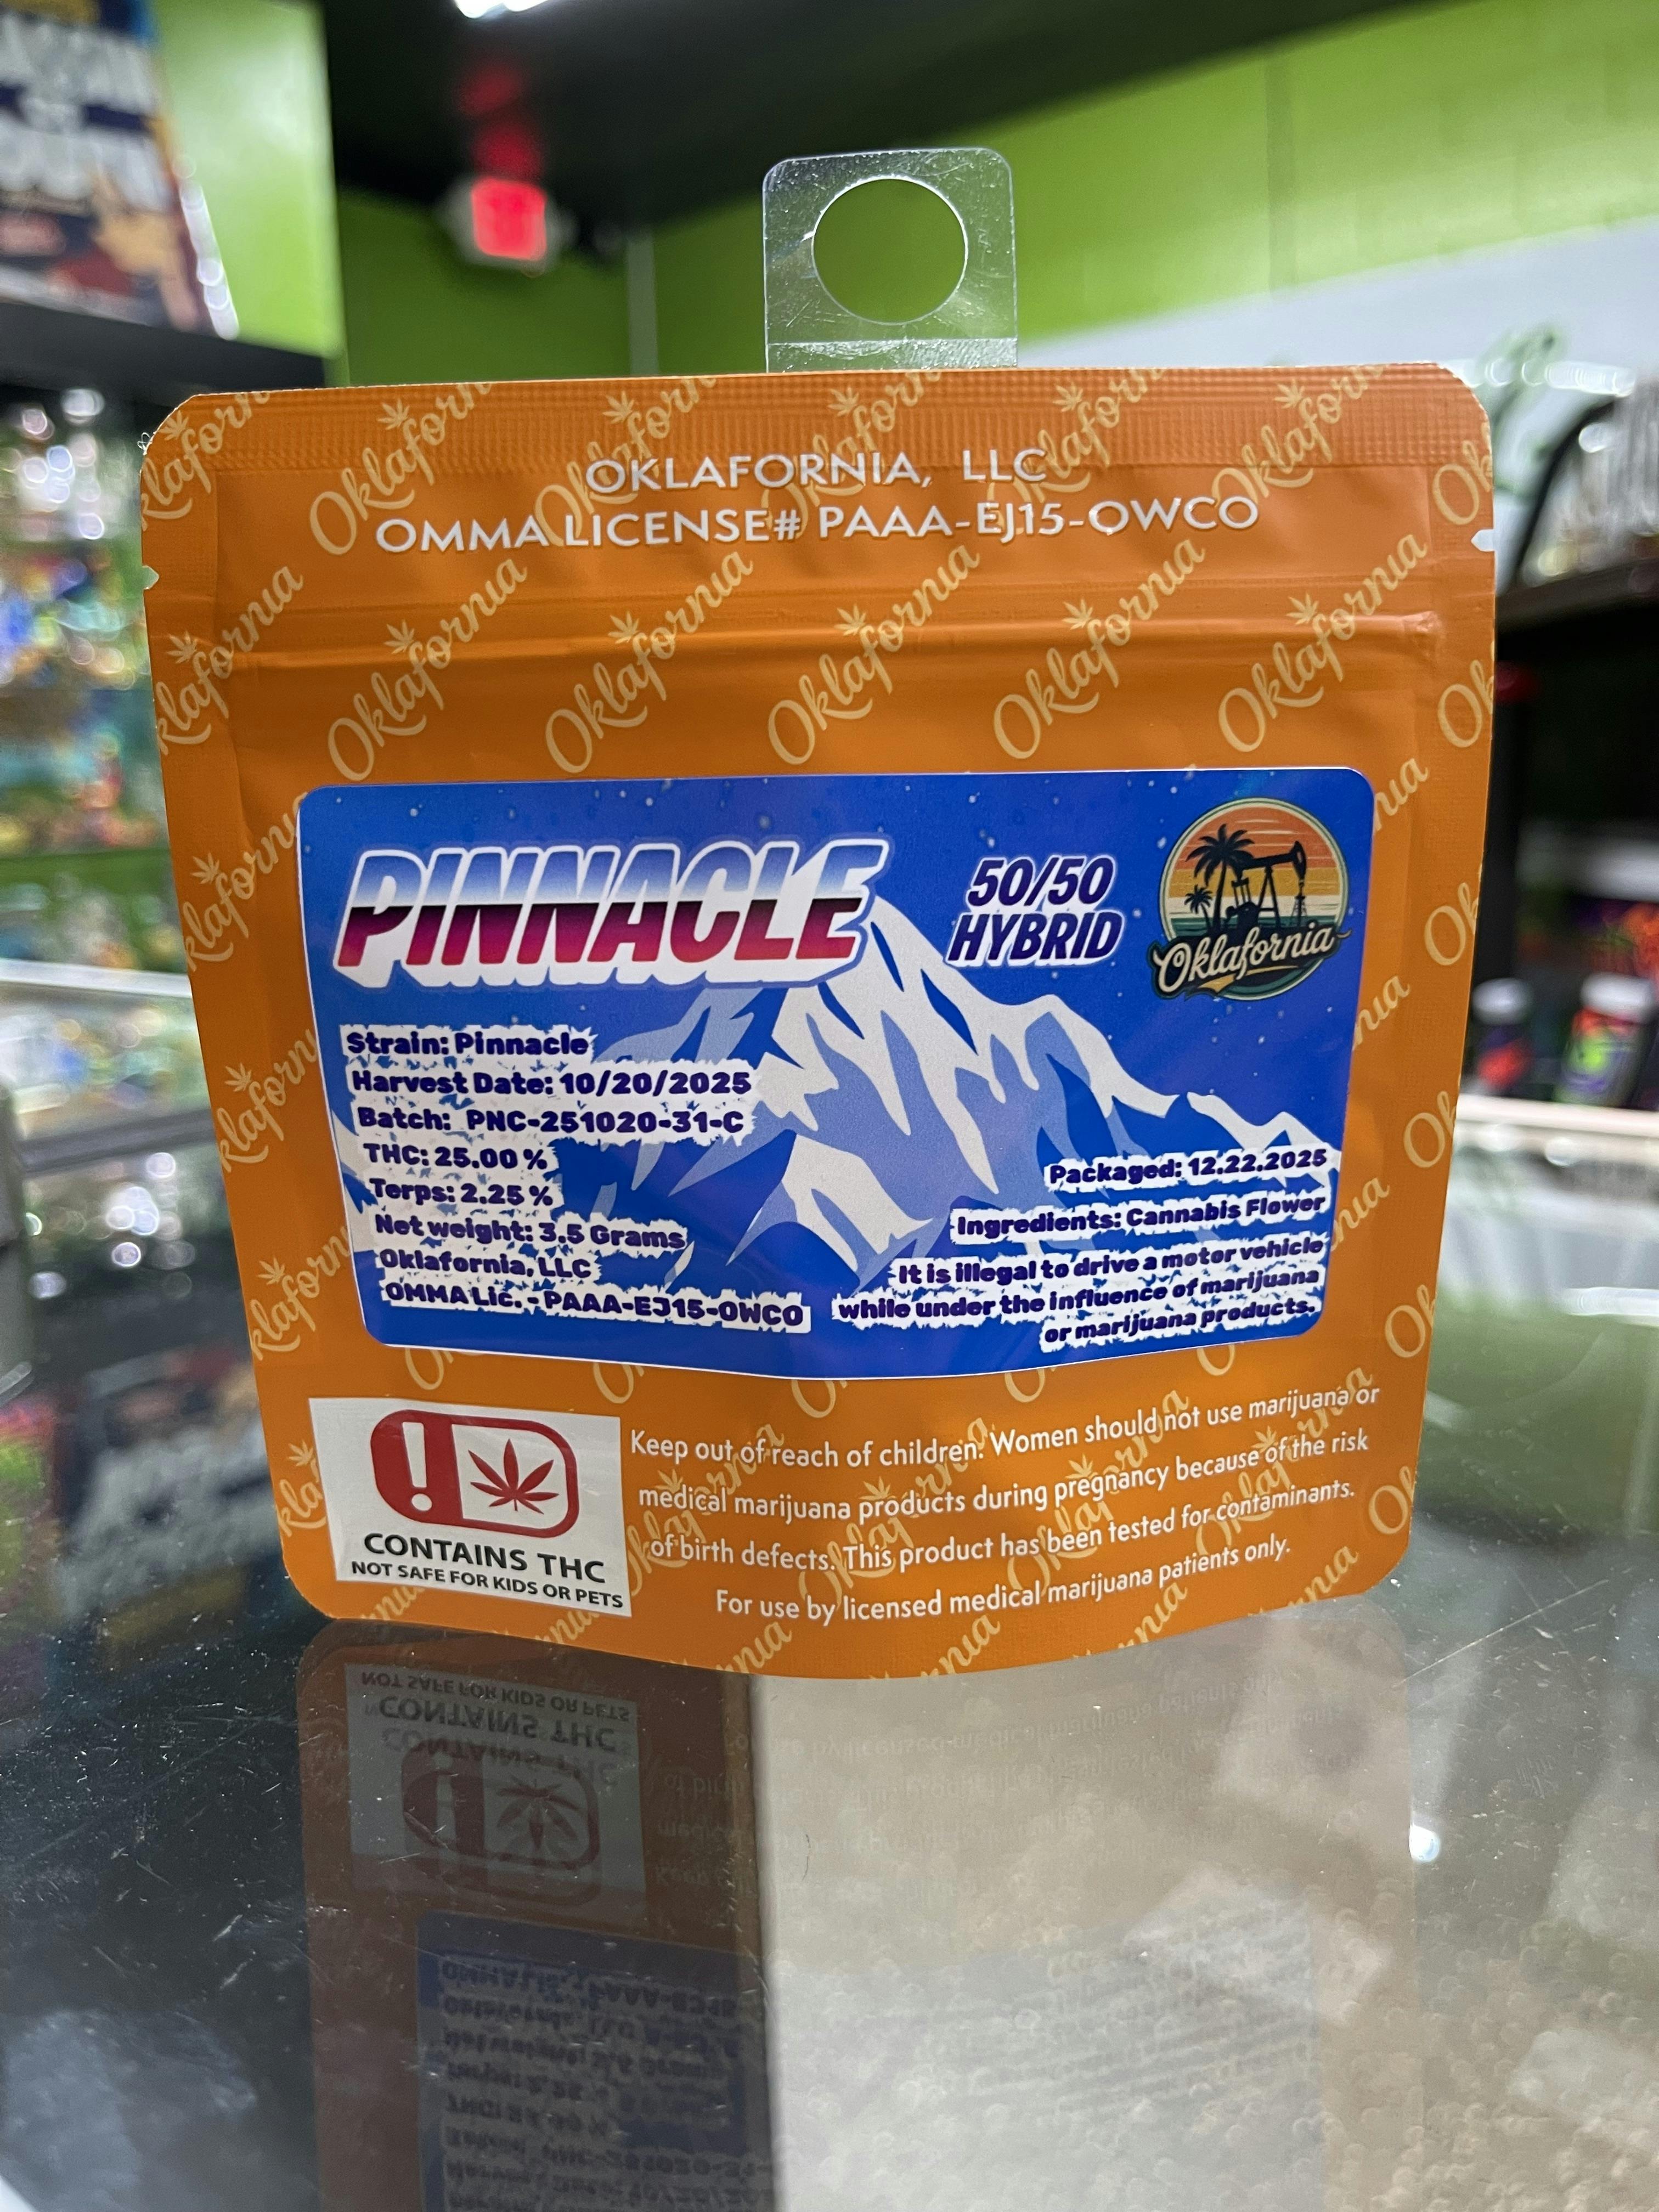 OKLAFORNIA, LLC
OMMA LICENSE# PAAA-EJ15-OWCO
PINNACLE
50/50
HYBRID
Oklafornia
Strain: Pinnacle
Harvest Date: 10/20/2025
Batch: PNC-251020-31-C
THC: 25.00 %
Terps: 2.25 %
Net weight: 3.5 Grams
Oklafornia, LLC
OMMA Lic. - PAAA-EJ15-OWCO
Packaged: 12.22.2025
Ingredients: Cannabis Flower
It is illegal to drive a motor vehicle
while under the influence of marijuana
or marijuana products.
CONTAINS THC
NOT SAFE FOR KIDS OR PETS
Keep out of reach of children. Women should not use marijuana or
medical marijuana products during pregnancy because of the risk
of birth defects. This product has been tested for contaminants.
For use by licensed medical marijuana patients only.